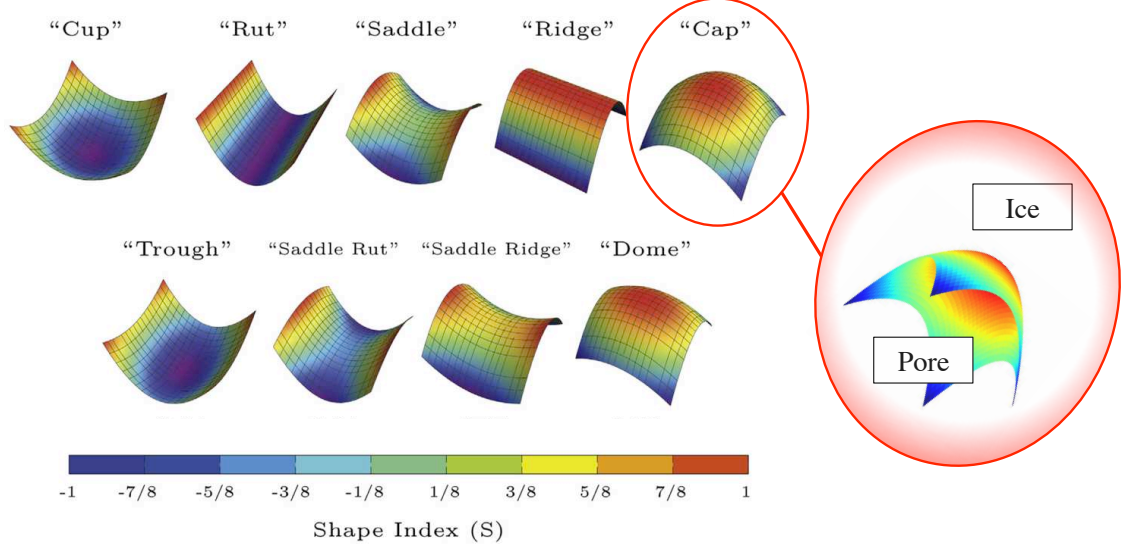 “Cup” “Rut” “Saddle” “Ridge” “Cap”
Ice
“Trough” “Saddle Rut” “Saddle Ridge” “Dome”
Pore
-1 -7/8 -5/8 -3/8 -1/8 1/8 3/8 5/8 7/8 1
Shape Index (S)